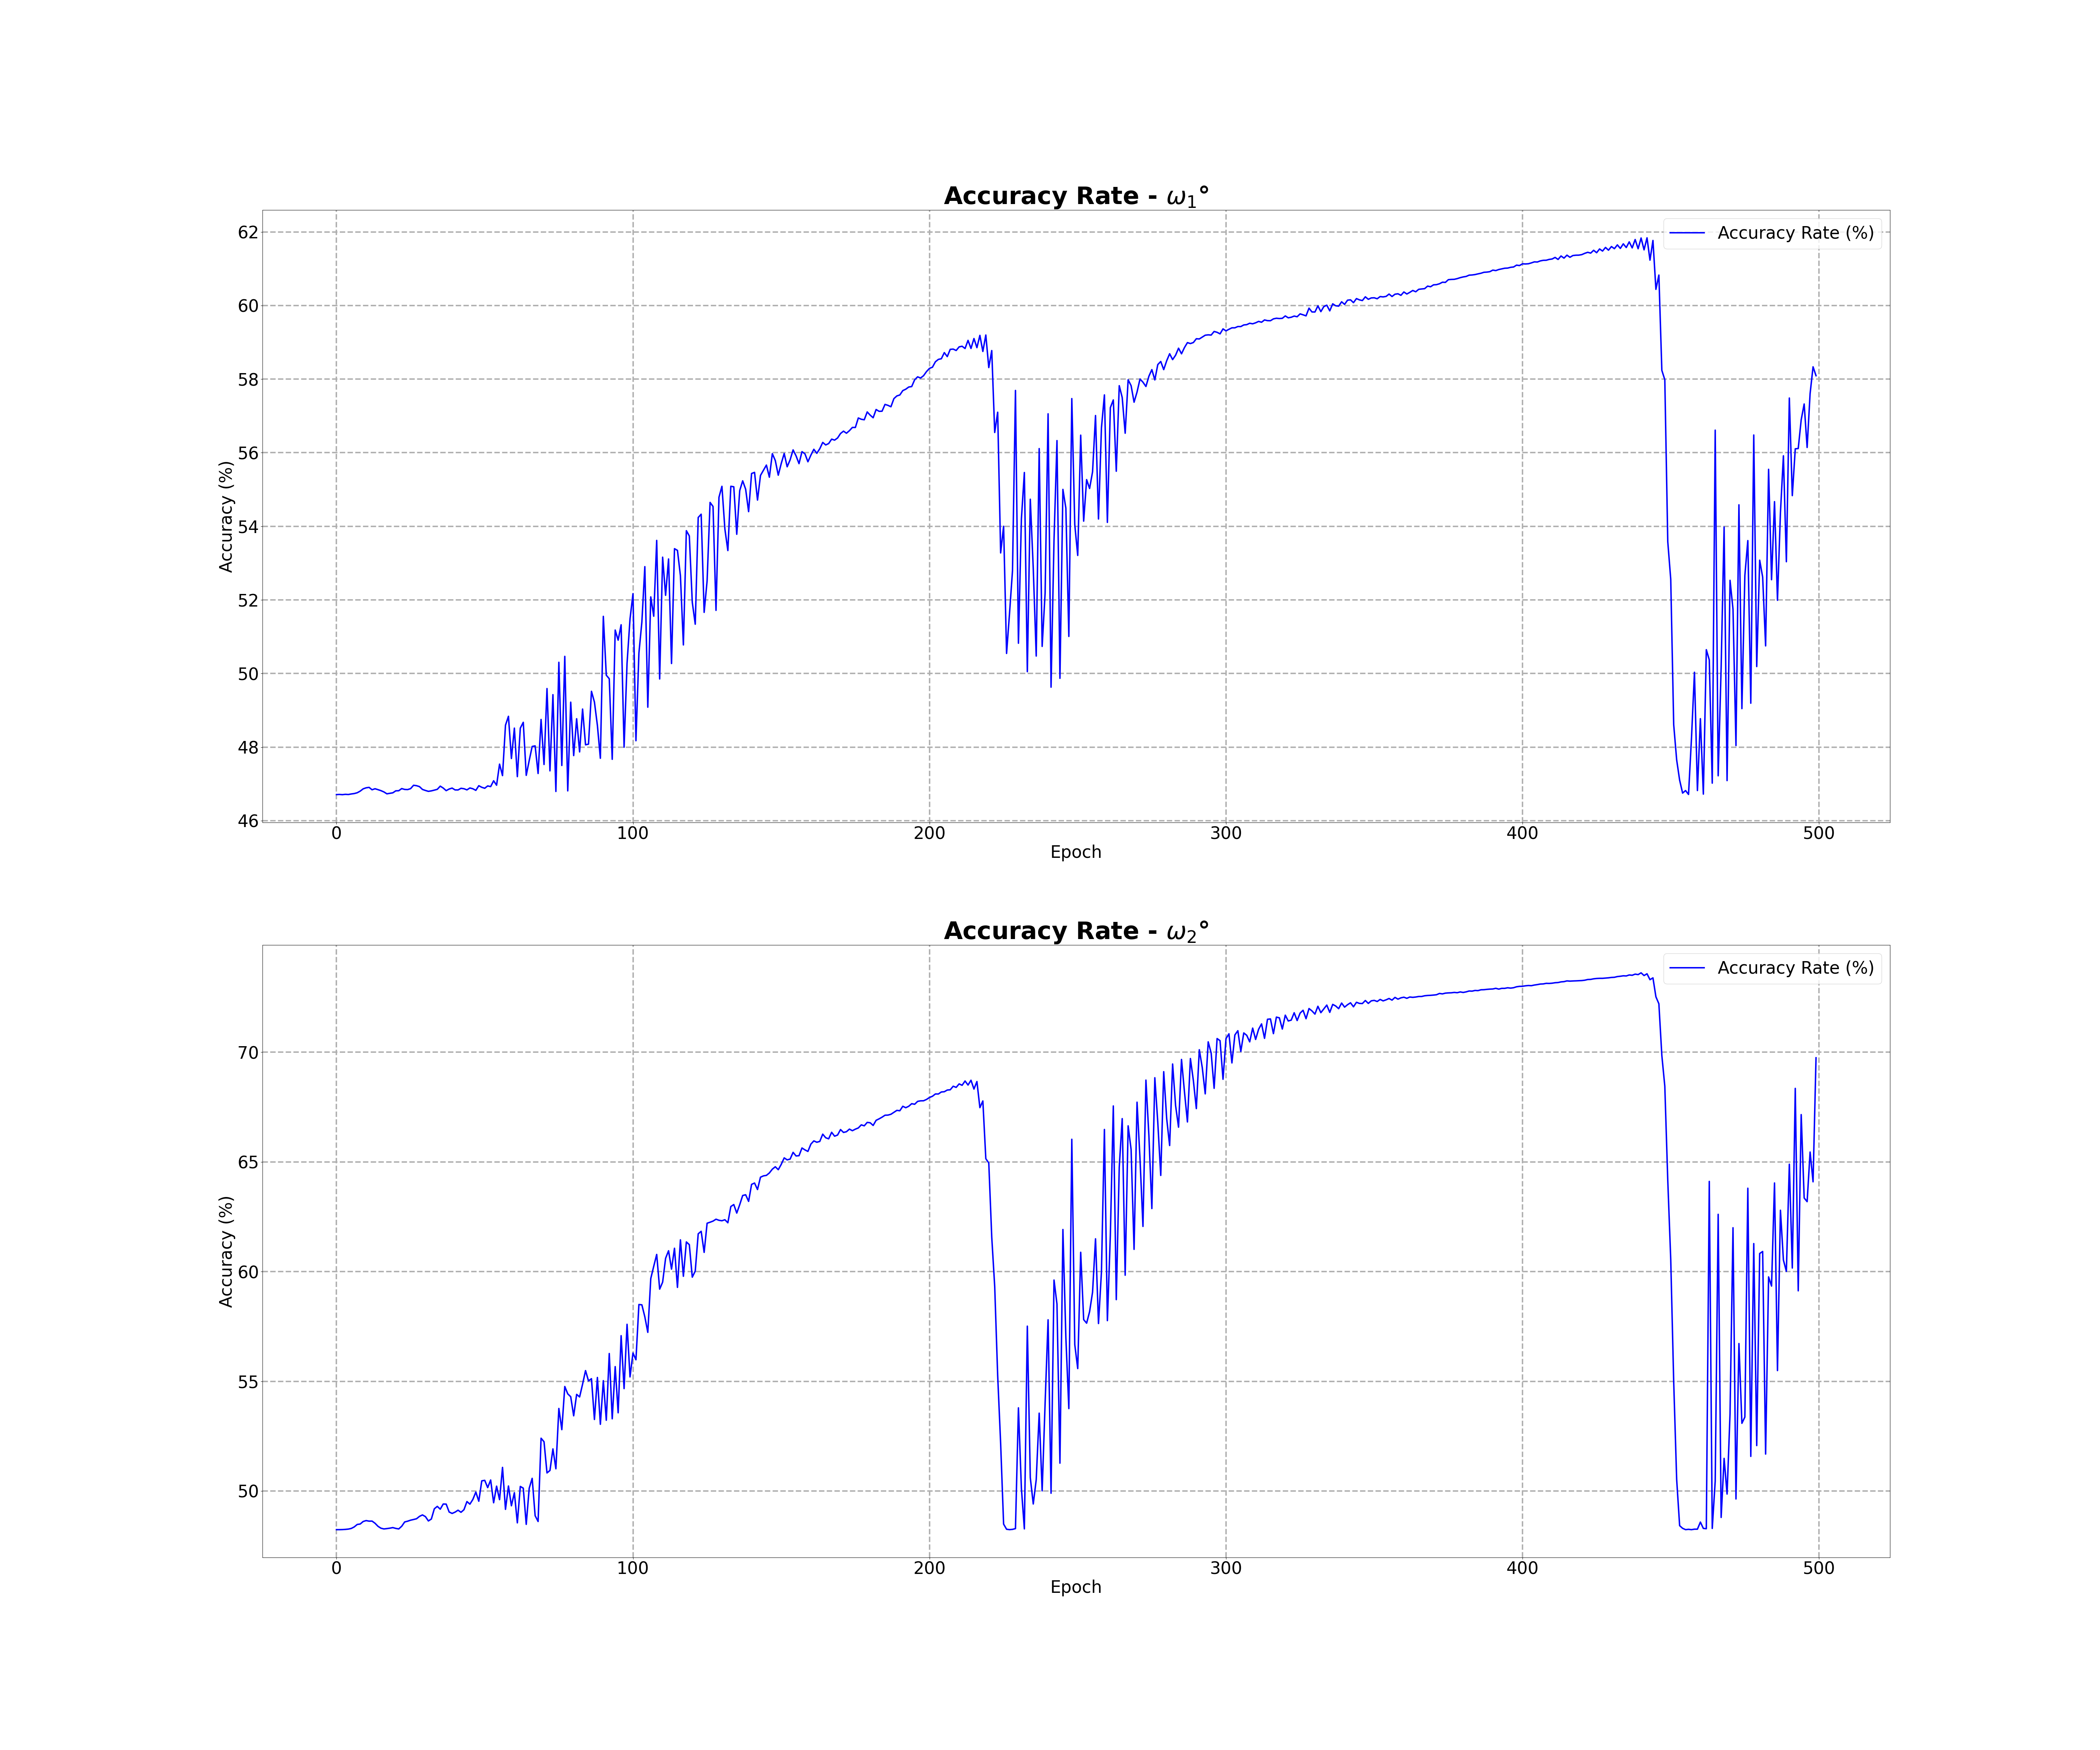 Accuracy Rate - ω₁°
62
60
58
56
54
52
50
48
46
Accuracy (%)
Accuracy Rate (%)
0 100 200 300 400 500
Epoch
Accuracy Rate - ω₂°
70
65
60
55
50
Accuracy (%)
Accuracy Rate (%)
0 100 200 300 400 500
Epoch